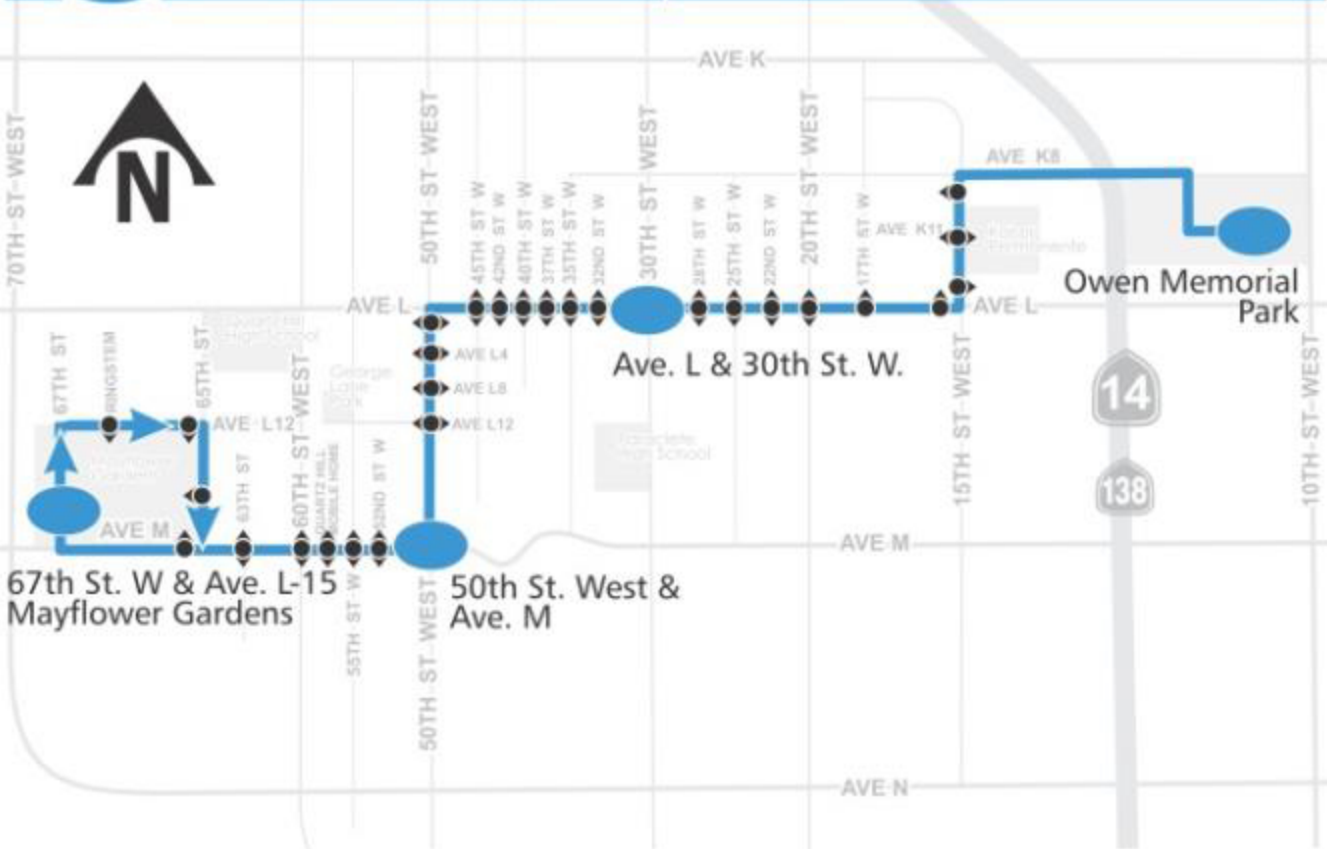 AVE K
N
70TH ST WEST
50TH ST WEST
45TH ST W
42ND ST W
40TH ST W
37TH ST W
35TH ST W
32ND ST W
30TH ST WEST
28TH ST W
25TH ST W
22ND ST W
20TH ST WEST
17TH ST W
AVE K8
AVE K11
Owen Memorial
Park
AVE L
AVE L
Ave. L & 30th St. W.
AVE L4
AVE L8
AVE L12
George
Lane
Park
67TH ST
RINGSTEM
65TH ST
AVE L12
60TH ST WEST
63TH ST
QUARTZ HILL
MOBILE HOME
52ND ST W
High School
15TH ST WEST
14
138
10TH ST WEST
AVE M
AVE M
67th St. W & Ave. L-15
Mayflower Gardens
50th St. West &
Ave. M
55TH ST W
50TH ST WEST
AVE N